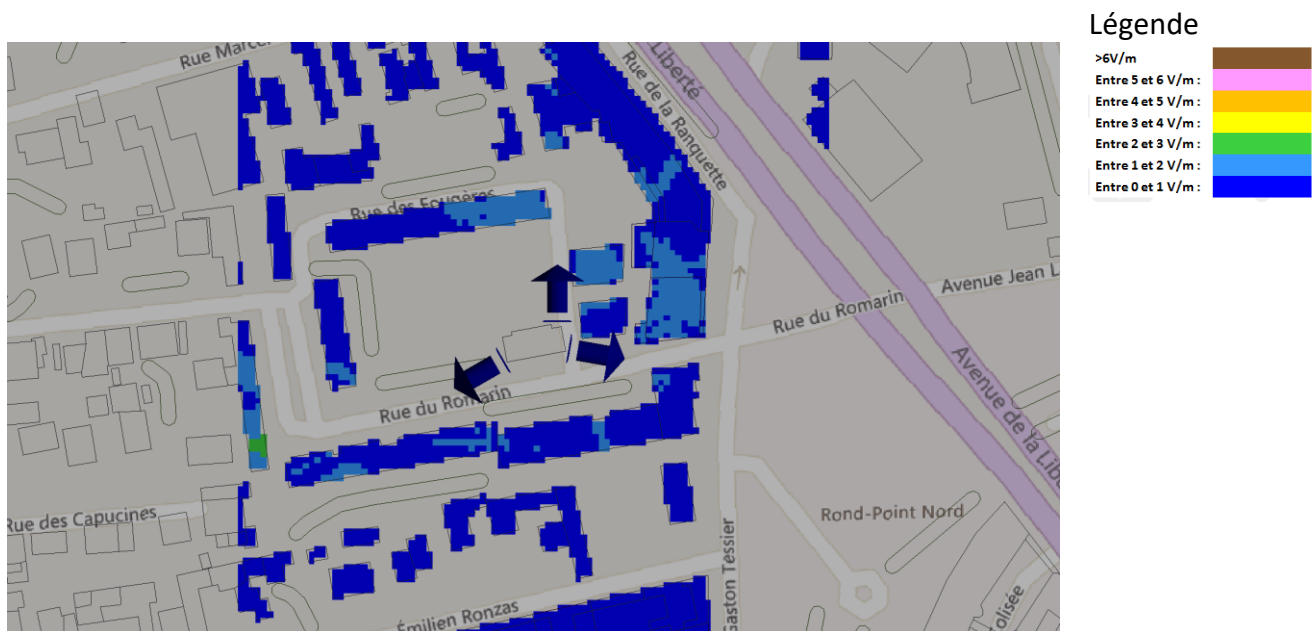 Légende
>6V/m
Entre 5 et 6 V/m :
Entre 4 et 5 V/m :
Entre 3 et 4 V/m :
Entre 2 et 3 V/m :
Entre 1 et 2 V/m :
Entre 0 et 1 V/m :
Rue Marce
Liberté
Rue de la Ranquette
Rue des Fougères
Avenue Jean L
Rue du Romarin
Rue du Romarin
Avenue de la Libe
Rue des Capucines
Rond-Point Nord
Gaston Tessier
Émilien Ronzas
olisée